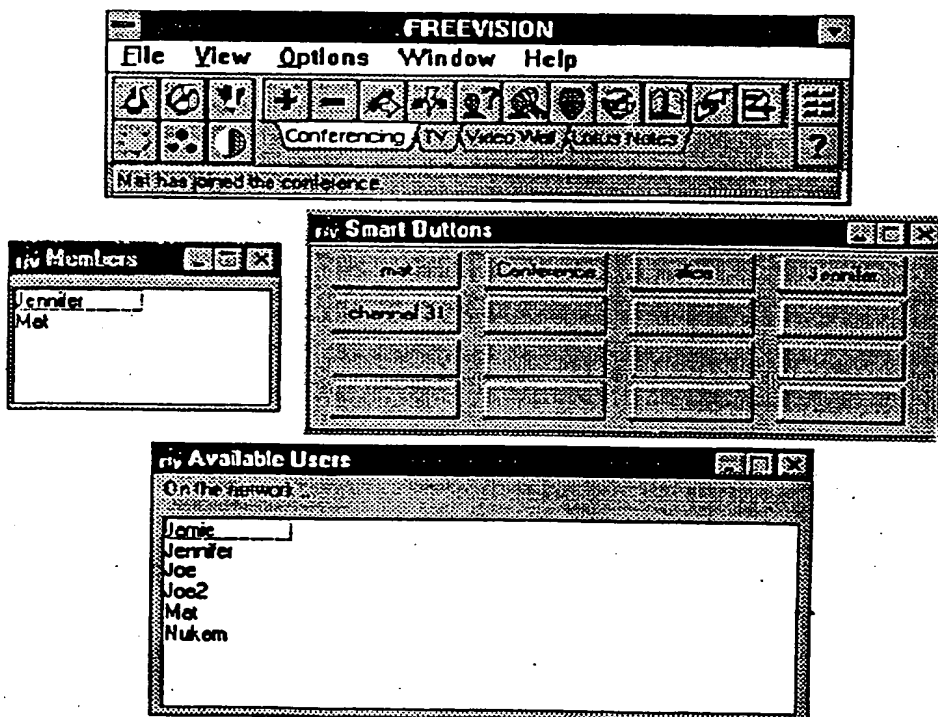 FREEVISION
File View Options Window Help
Conferencing TV Video Wall Lotus Notes
?
Mat has joined the conference
Members
Jennifer
Mat
Smart Buttons
mat Conference alice Jennifer
channel 31
Available Users
On the network...
Jamie
Jennifer
Joe
Joe2
Mat
Nukem